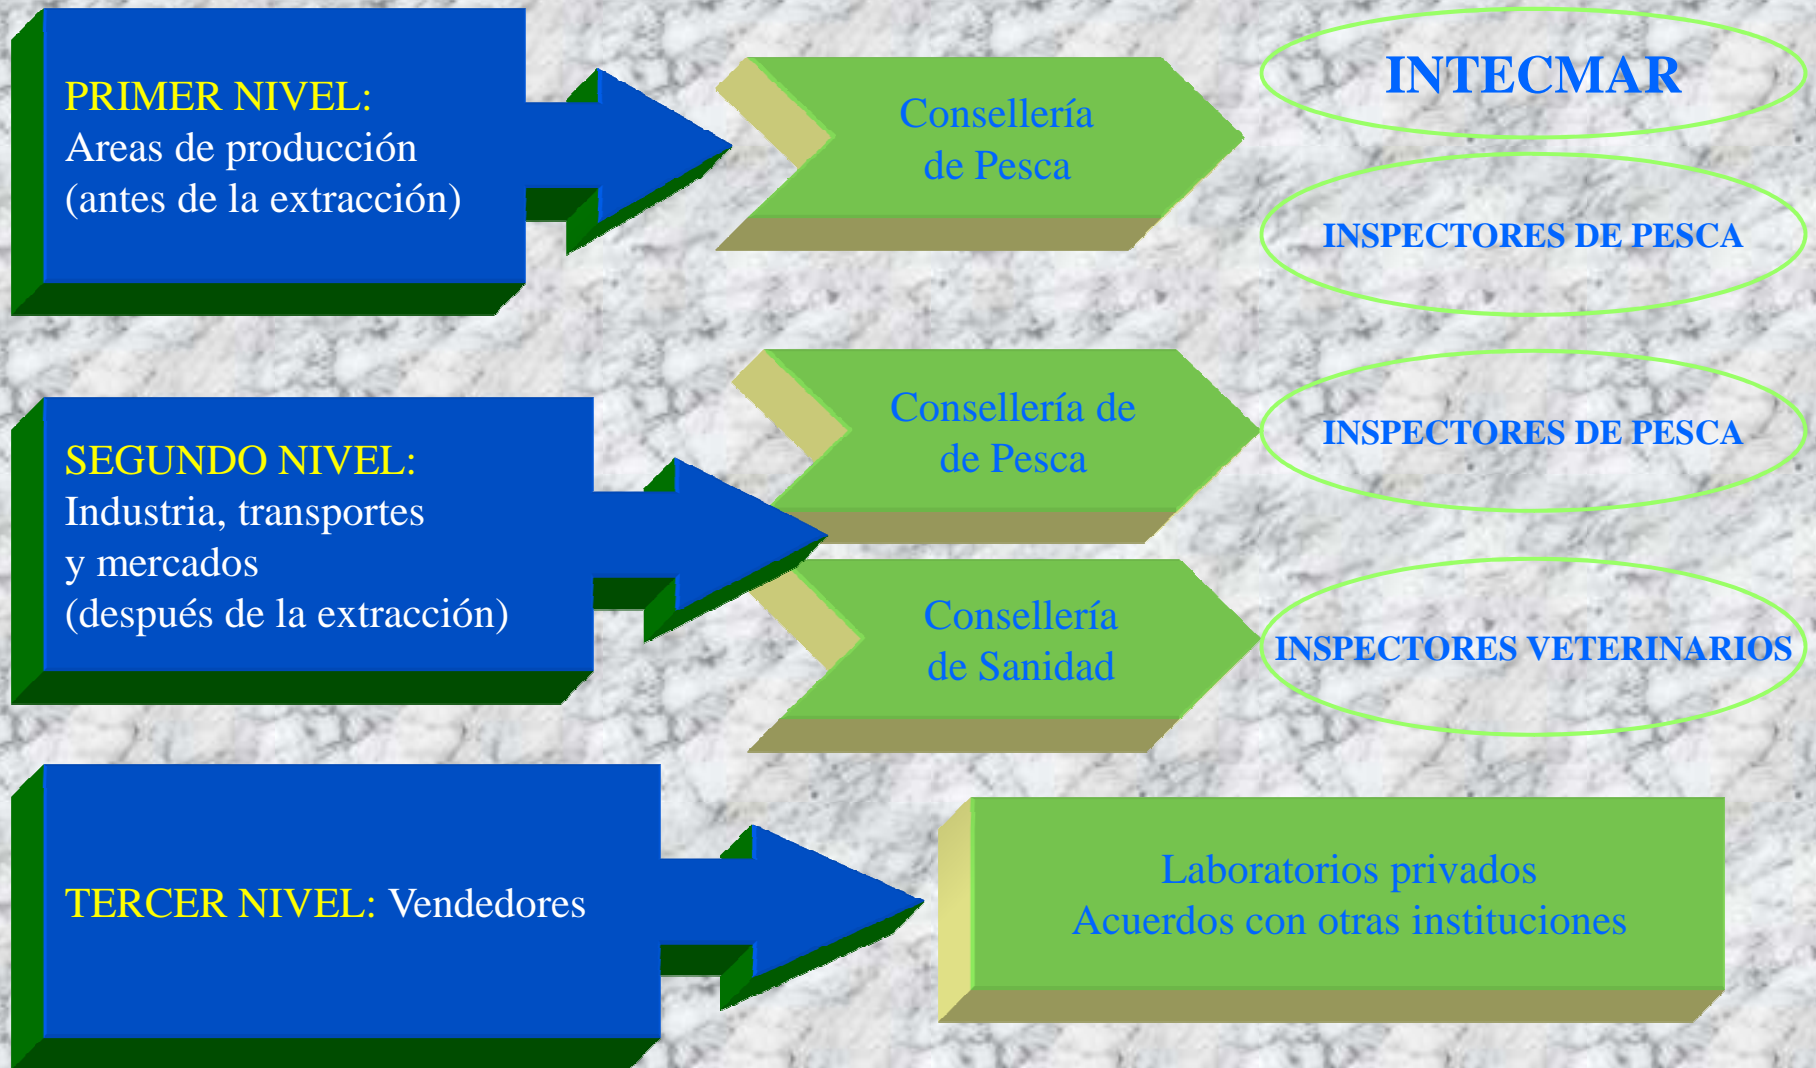 PRIMER NIVEL:
Areas de producción
(antes de la extracción)
Consellería
de Pesca
INTECMAR
INSPECTORES DE PESCA
SEGUNDO NIVEL:
Industria, transportes
y mercados
(después de la extracción)
Consellería de
de Pesca
INSPECTORES DE PESCA
Consellería
de Sanidad
INSPECTORES VETERINARIOS
TERCER NIVEL: Vendedores
Laboratorios privados
Acuerdos con otras instituciones